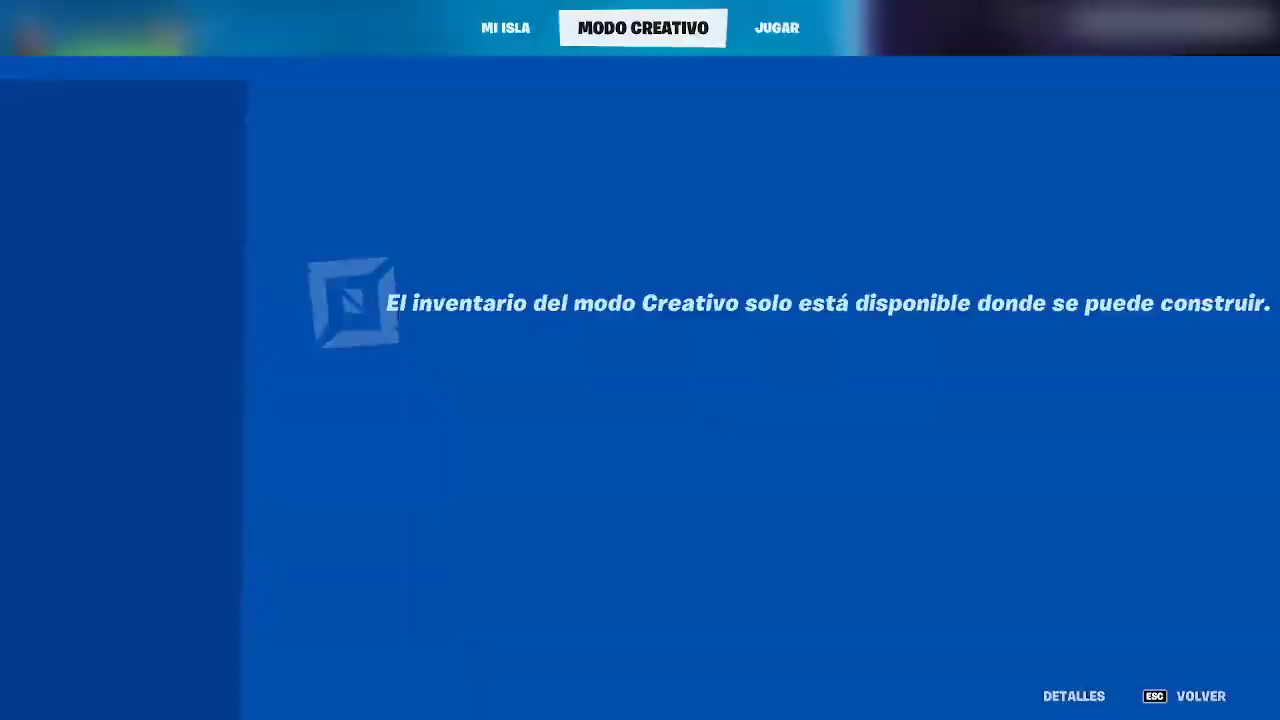 MI ISLA
MODO CREATIVO
JUGAR
El inventario del modo Creativo solo está disponible donde se puede construir.
DETALLES
ESC VOLVER